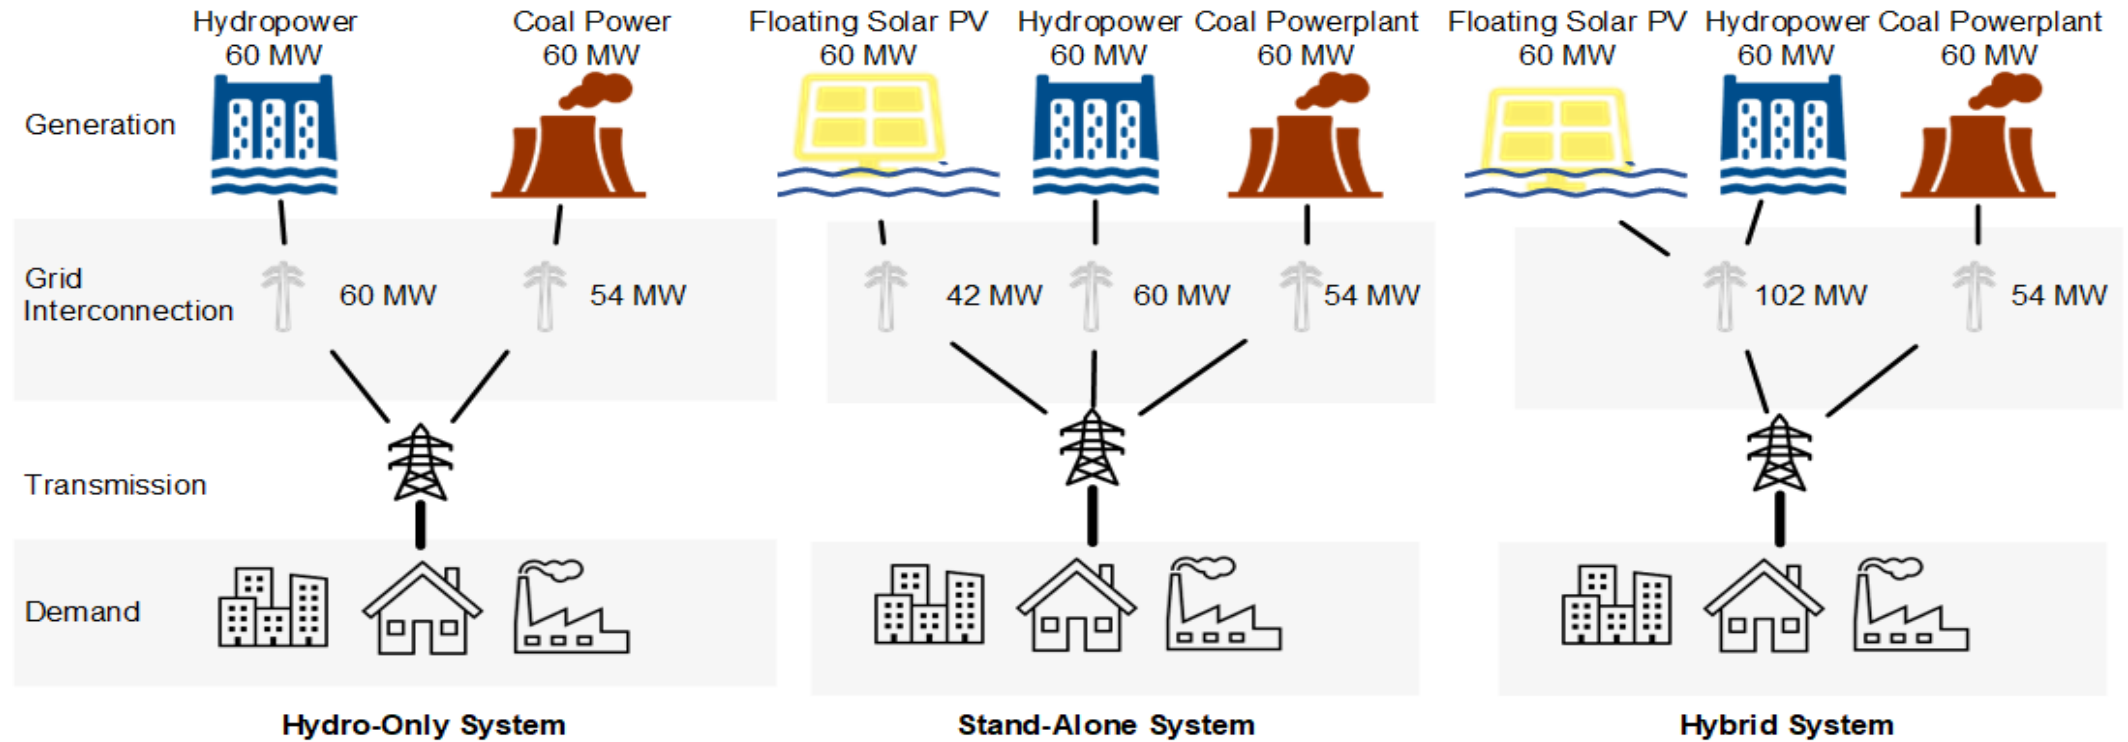 Hydropower
60 MW
Coal Power
60 MW
Floating Solar PV
60 MW
Hydropower
60 MW
Coal Powerplant
60 MW
Floating Solar PV
60 MW
Hydropower
60 MW
Coal Powerplant
60 MW
Generation
Grid
Interconnection
60 MW
54 MW
42 MW
60 MW
54 MW
102 MW
54 MW
Transmission
Demand
Hydro-Only System
Stand-Alone System
Hybrid System